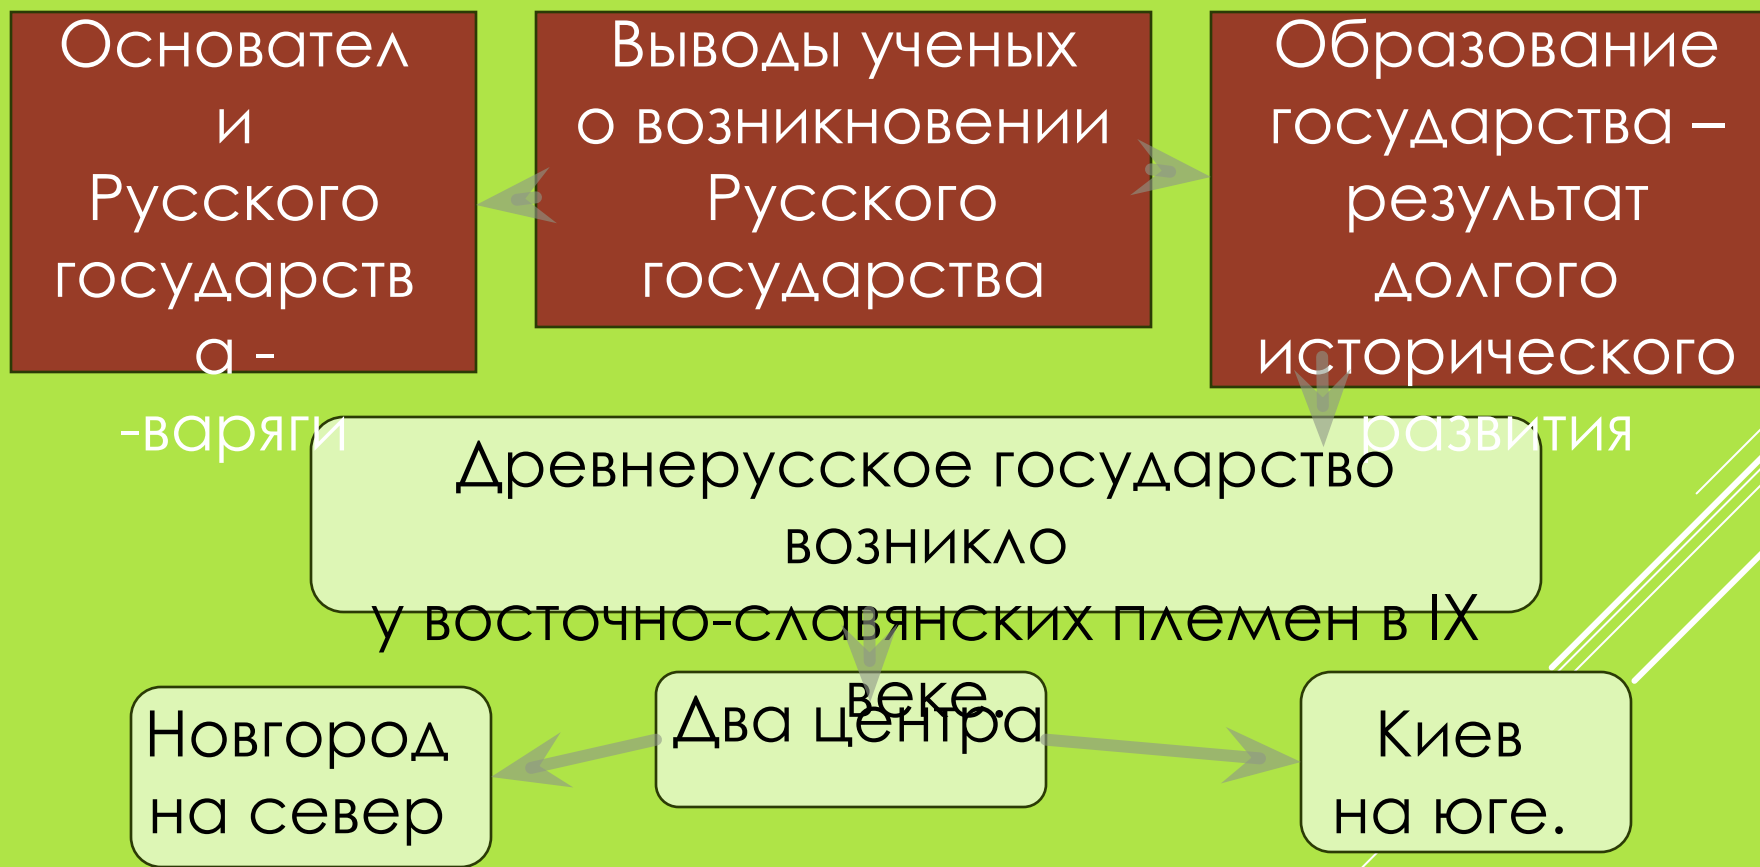 Основател
и
Русского
государств
а -
-варяги
Выводы ученых
о возникновении
Русского
государства
Образование
государства –
результат
долгого
исторического
развития
Древнерусское государство
возникло
у восточно-славянских племен в IX
веке.
Два центра
Новгород
на север
Киев
на юге.